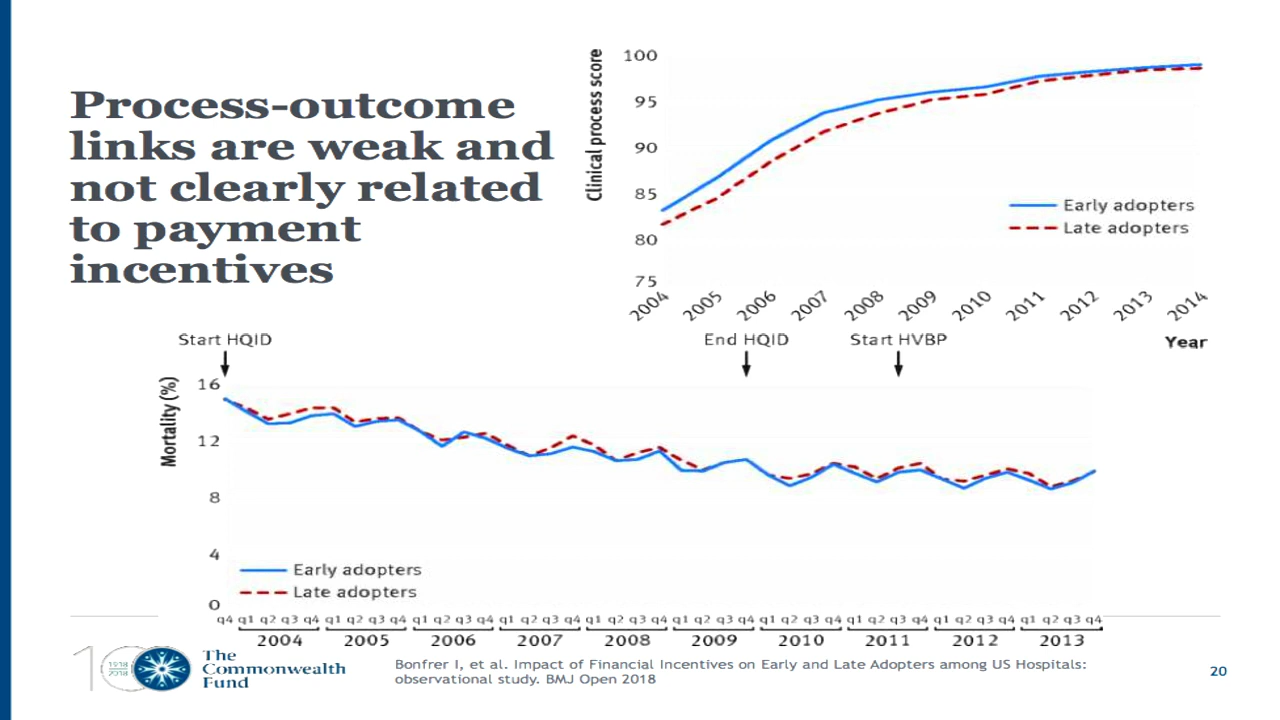 Process-outcome
links are weak and
not clearly related
to payment
incentives
Clinical process score
100
95
90
85
80
75
Early adopters
Late adopters
2004 2005 2006 2007 2008 2009 2010 2011 2012 2013 2014
Year
Start HQID
End HQID
Start HVBP
Mortality (%)
16
12
8
4
0
Early adopters
Late adopters
q4 q1 q2 q3 q4 q1 q2 q3 q4 q1 q2 q3 q4 q1 q2 q3 q4 q1 q2 q3 q4 q1 q2 q3 q4 q1 q2 q3 q4 q1 q2 q3 q4 q1 q2 q3 q4 q1 q2 q3 q4
2004 2005 2006 2007 2008 2009 2010 2011 2012 2013
1918
2018
The
Commonwealth
Fund
Bonfrer I, et al. Impact of Financial Incentives on Early and Late Adopters among US Hospitals:
observational study. BMJ Open 2018
20